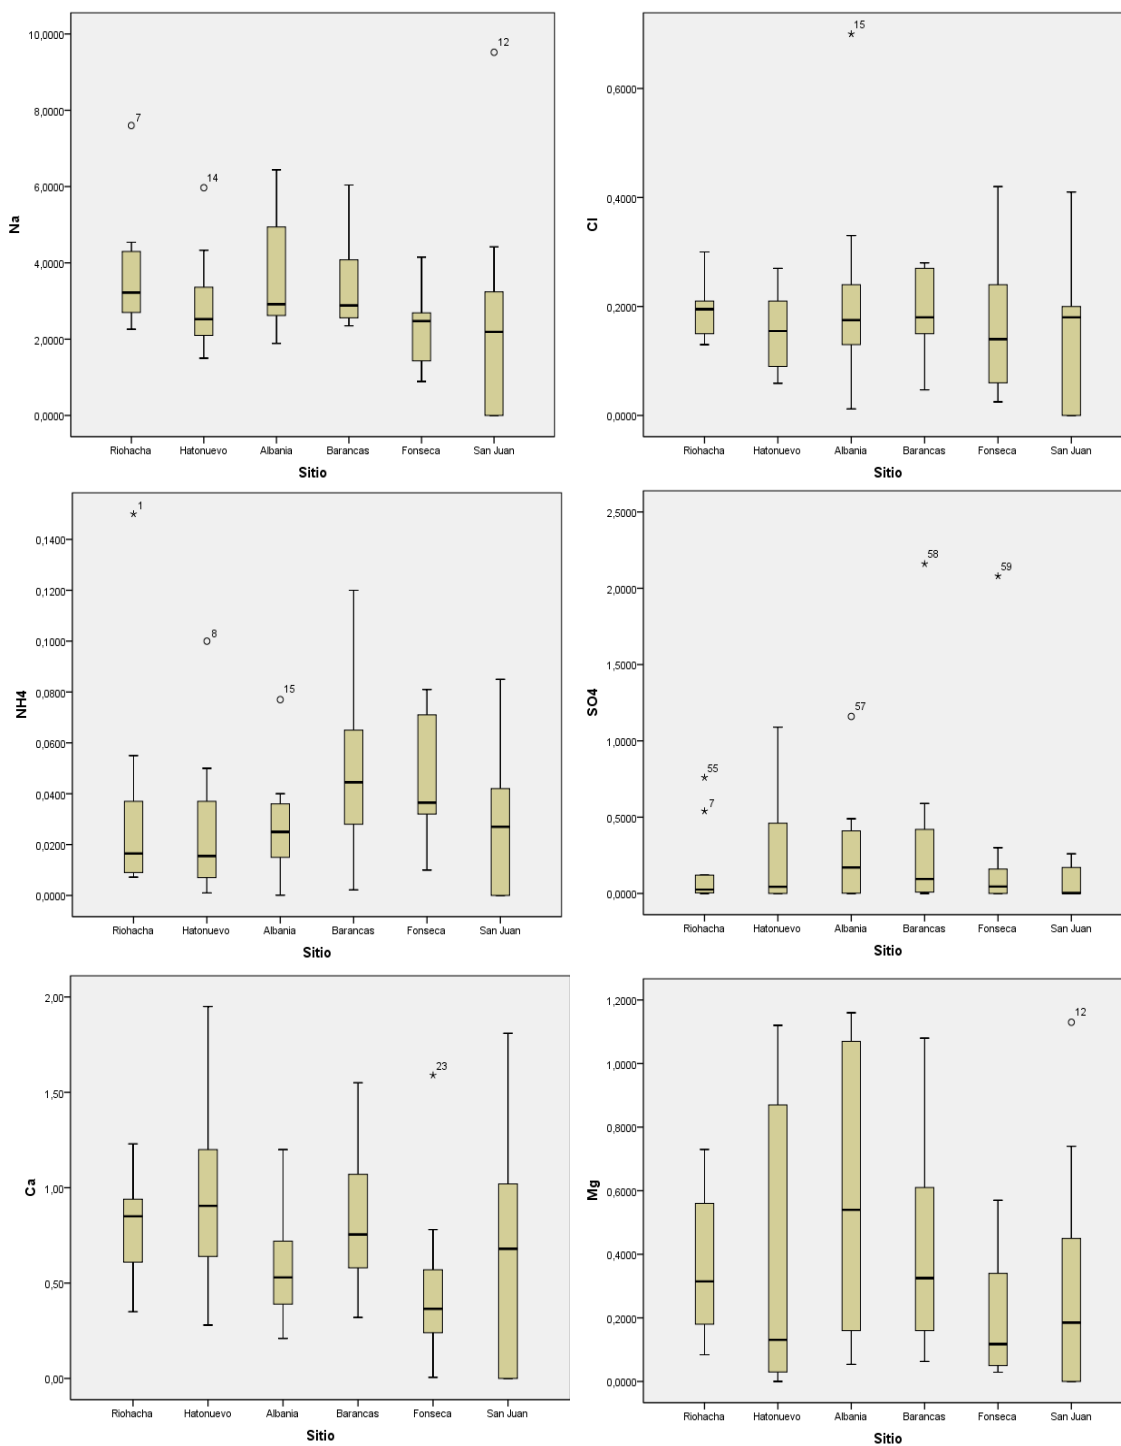 10,0000
8,0000
6,0000
4,0000
2,0000
0,0000
Na
7
14
12
Riohacha Hatonuevo Albania Barancas Fonseca San Juan
Sitio
0,6000
0,4000
0,2000
0,0000
Cl
15
Riohacha Hatonuevo Albania Barancas Fonseca San Juan
Sitio
0,1400
0,1200
0,1000
0,0800
0,0600
0,0400
0,0200
0,0000
NH4
1
8
15
Riohacha Hatonuevo Albania Barancas Fonseca San Juan
Sitio
2,5000
2,0000
1,5000
1,0000
0,5000
0,0000
SO4
55
7
57
58
59
Riohacha Hatonuevo Albania Barancas Fonseca San Juan
Sitio
2,00
1,50
1,00
0,50
0,00
Ca
23
Riohacha Hatonuevo Albania Barancas Fonseca San Juan
Sitio
1,2000
1,0000
0,8000
0,6000
0,4000
0,2000
0,0000
Mg
12
Riohacha Hatonuevo Albania Barancas Fonseca San Juan
Sitio